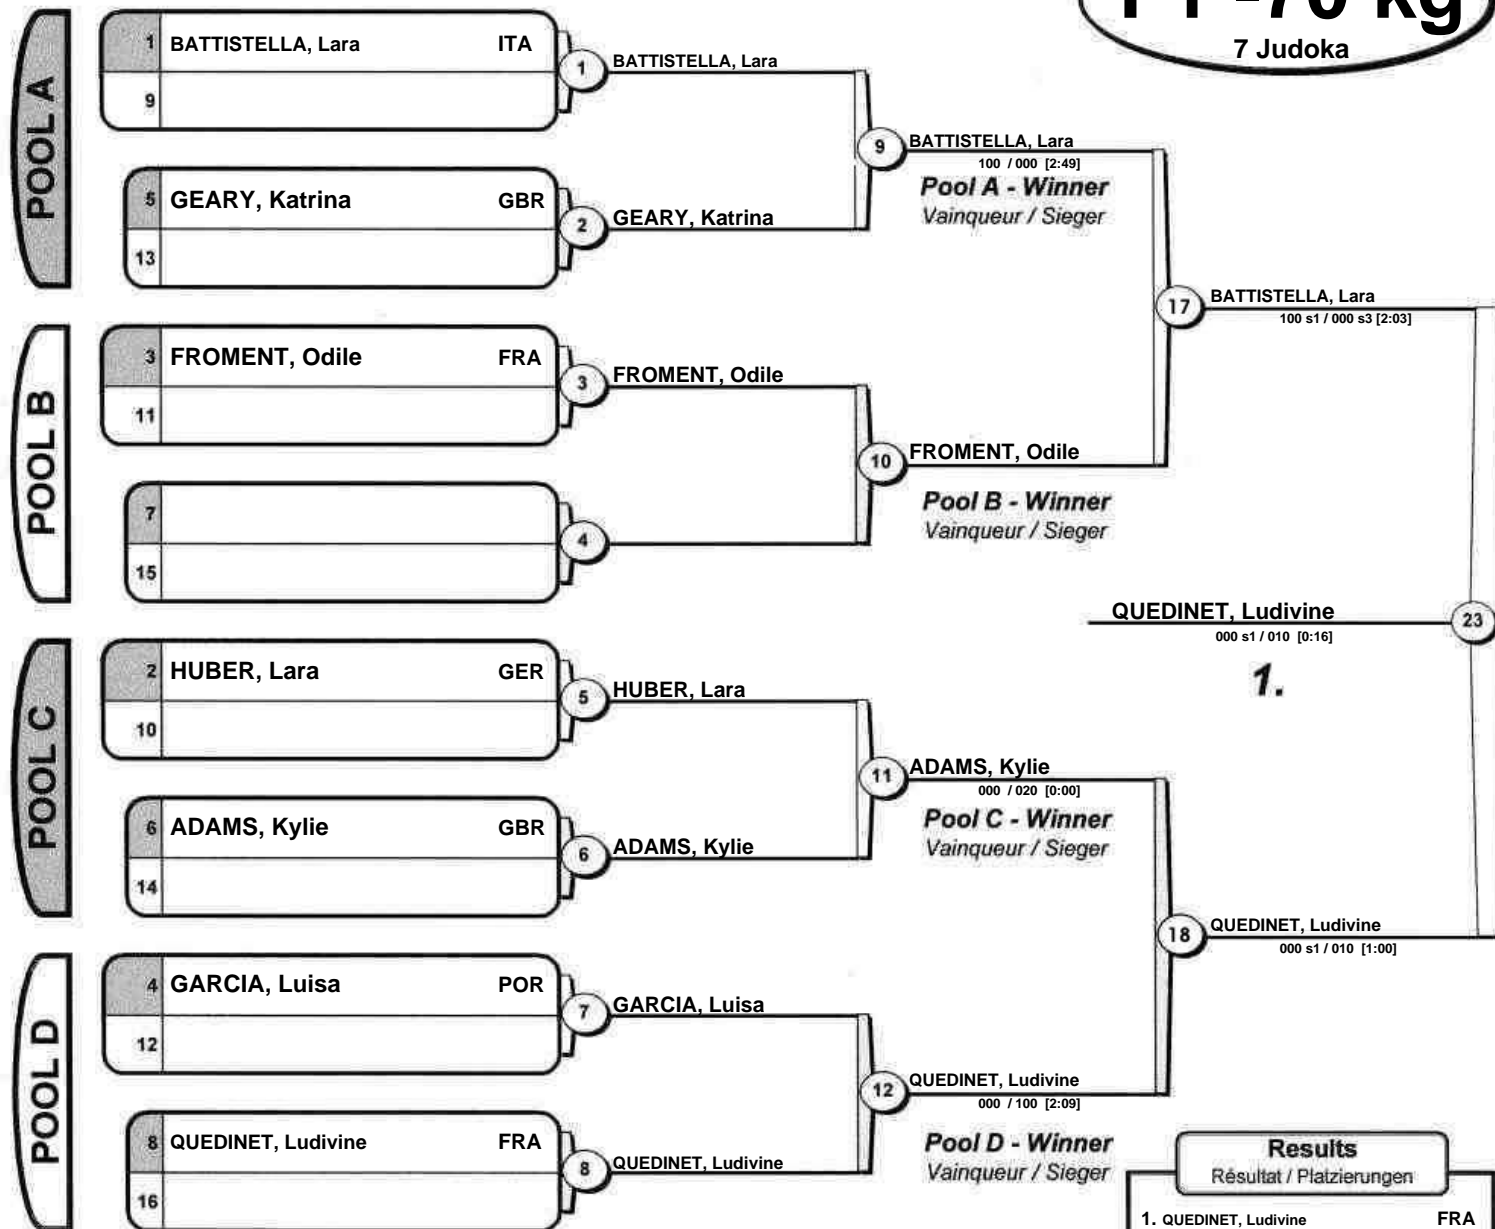 -70 kg
7 Judoka
POOL A
1 BATTISTELLA, Lara ITA
9
1 BATTISTELLA, Lara
5 GEARY, Katrina GBR
13
2 GEARY, Katrina
9 BATTISTELLA, Lara
100 / 000 [2:49]
Pool A - Winner
Vainqueur / Sieger
POOL B
3 FROMENT, Odile FRA
11
3 FROMENT, Odile
7
15
4
10 FROMENT, Odile
Pool B - Winner
Vainqueur / Sieger
17 BATTISTELLA, Lara
100 s1 / 000 s3 [2:03]
QUEDINET, Ludivine 23
000 s1 / 010 [0:16]
1.
POOL C
2 HUBER, Lara GER
10
5 HUBER, Lara
6 ADAMS, Kylie GBR
14
6 ADAMS, Kylie
11 ADAMS, Kylie
000 / 020 [0:00]
Pool C - Winner
Vainqueur / Sieger
POOL D
4 GARCIA, Luisa POR
12
7 GARCIA, Luisa
8 QUEDINET, Ludivine FRA
16
8 QUEDINET, Ludivine
12 QUEDINET, Ludivine
000 / 100 [2:09]
Pool D - Winner
Vainqueur / Sieger
18 QUEDINET, Ludivine
000 s1 / 010 [1:00]
Results
Résultat / Platzierungen
1. QUEDINET, Ludivine FRA